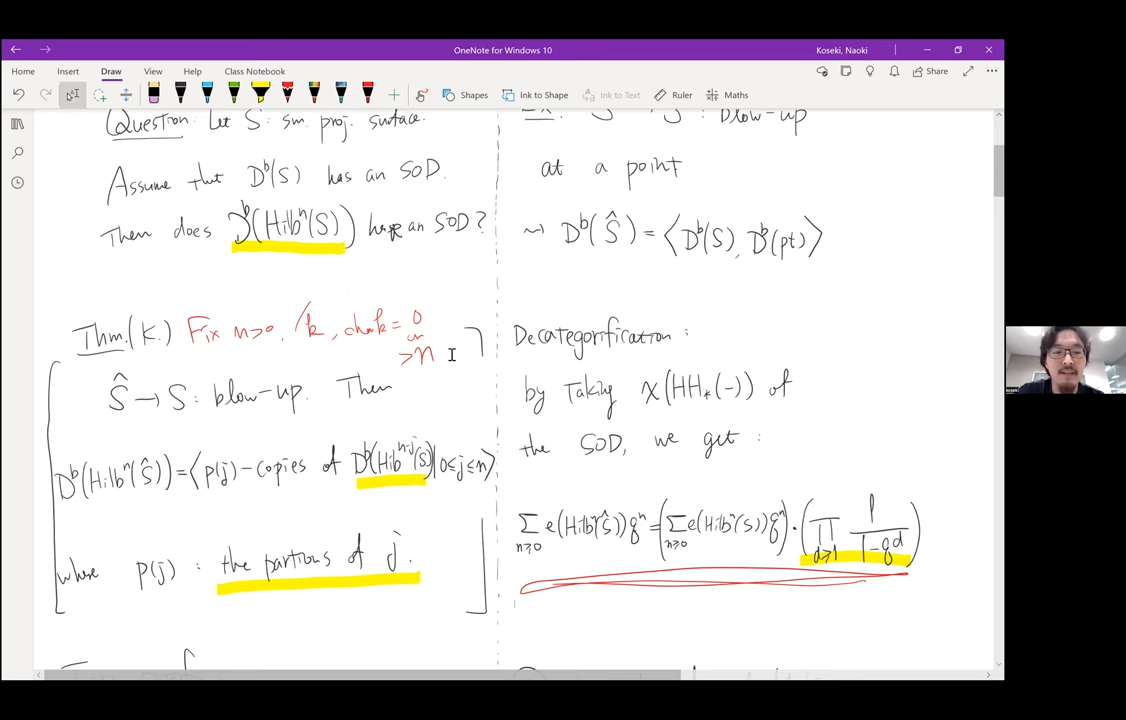 OneNote for Windows 10
Koseki, Naoki
Home Insert Draw View Help Class Notebook
Share
Shapes Ink to Shape Ink to Text Ruler Maths
Question: Let S: sm. proj. surface.
Assume that D^b(S) has an SOD.
Then does D^b(Hilb^n(S)) have an SOD?
Thm.(K.) Fix n>0. /k, char k = 0
or
>n
Ŝ → S: blow-up. Then
D^b(Hilb^n(Ŝ)) = ⟨p(j)-copies of D^b(Hilb^{n-j}(S)) | 0≤j≤n⟩
where p(j): the partions of j.
Ex. : blow-up
at a point
⇝ D^b(Ŝ) = ⟨D^b(S), D^b(pt)⟩
Decategorification:
by taking χ(HH_*(-)) of
the SOD, we get:
∑_{n≥0} e(Hilb^n(Ŝ))q^n = (∑_{n≥0} e(Hilb^n(S))q^n) · (∏_{d≥1} 1/(1-q^d))
koseki